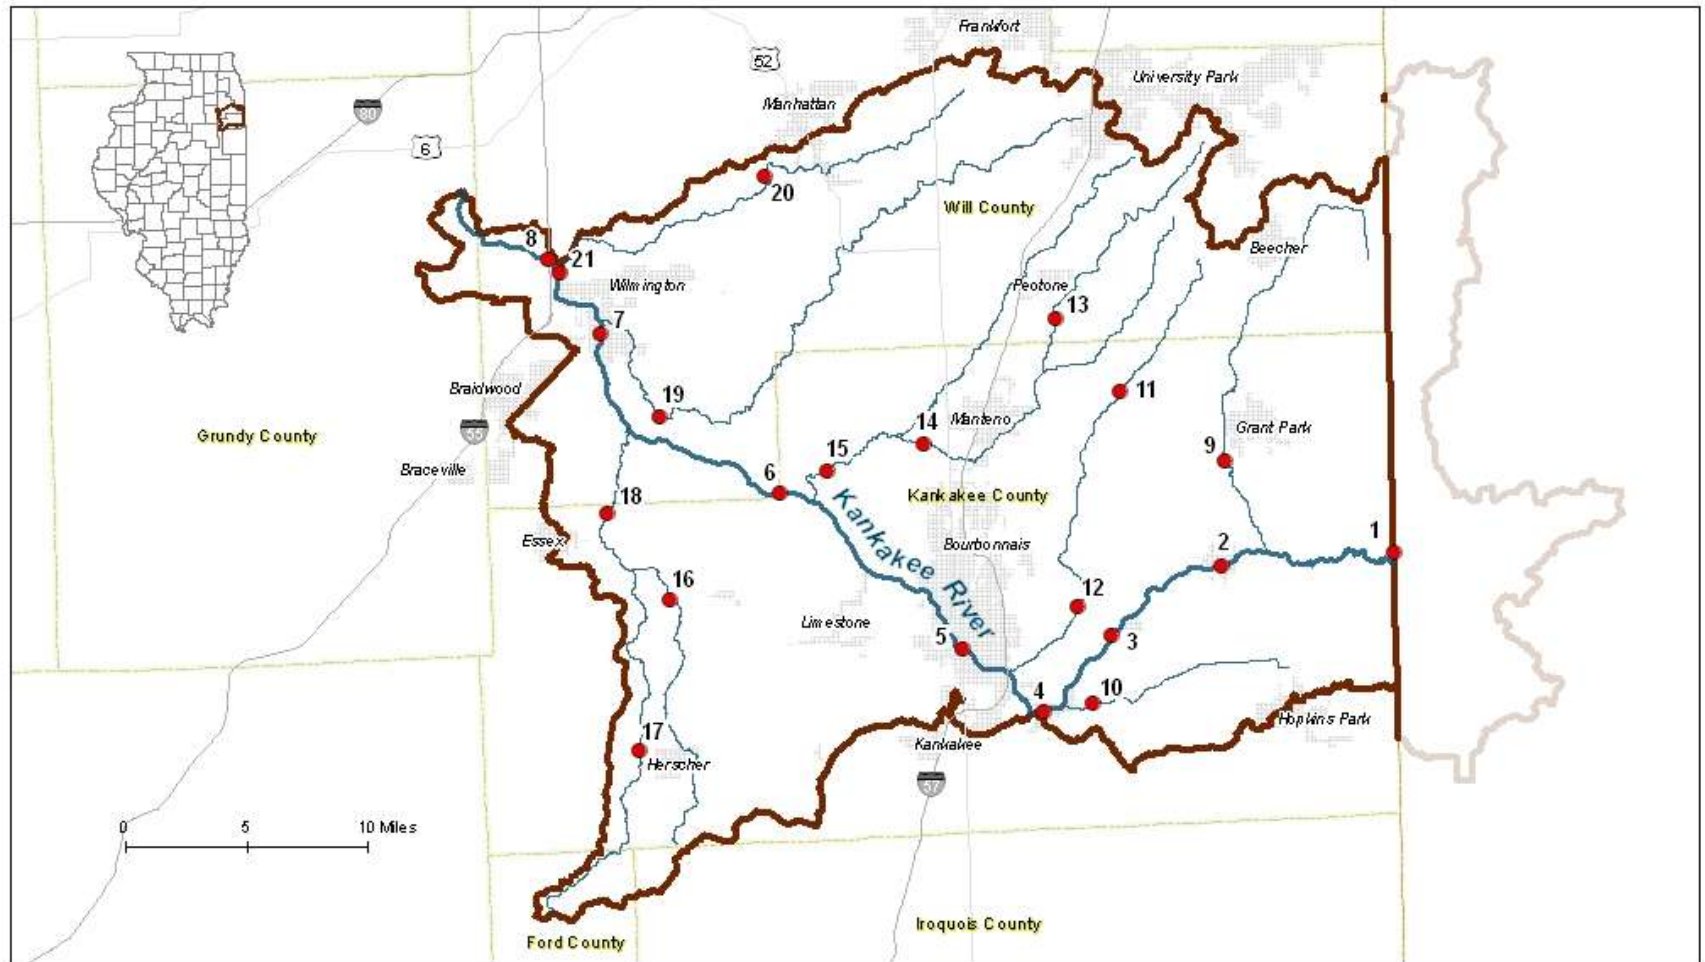 Frankfort
52
University Park
Manhattan
80
6
20
Will County
8
21
Beecher
Wilmington
Peotone
13
7
Braidwood
19
11
Grundy County
55
14
Manteno
Grant Park
Braceville
15
9
6
Kankakee County
18
Kankakee River
Essex
Bourbonnais
2
1
16
12
Limestone
5
3
4
10
Hopkins Park
17
Kankakee
Herscher
57
0 5 10 Miles
Iroquois County
Ford County